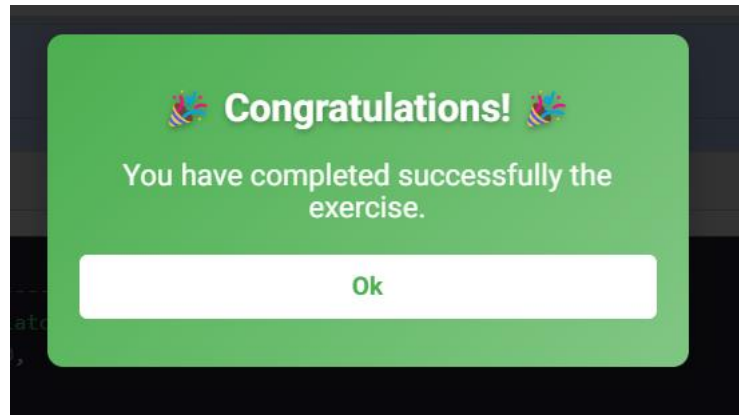 🎉 Congratulations! 🎉
You have completed successfully the
exercise.
Ok